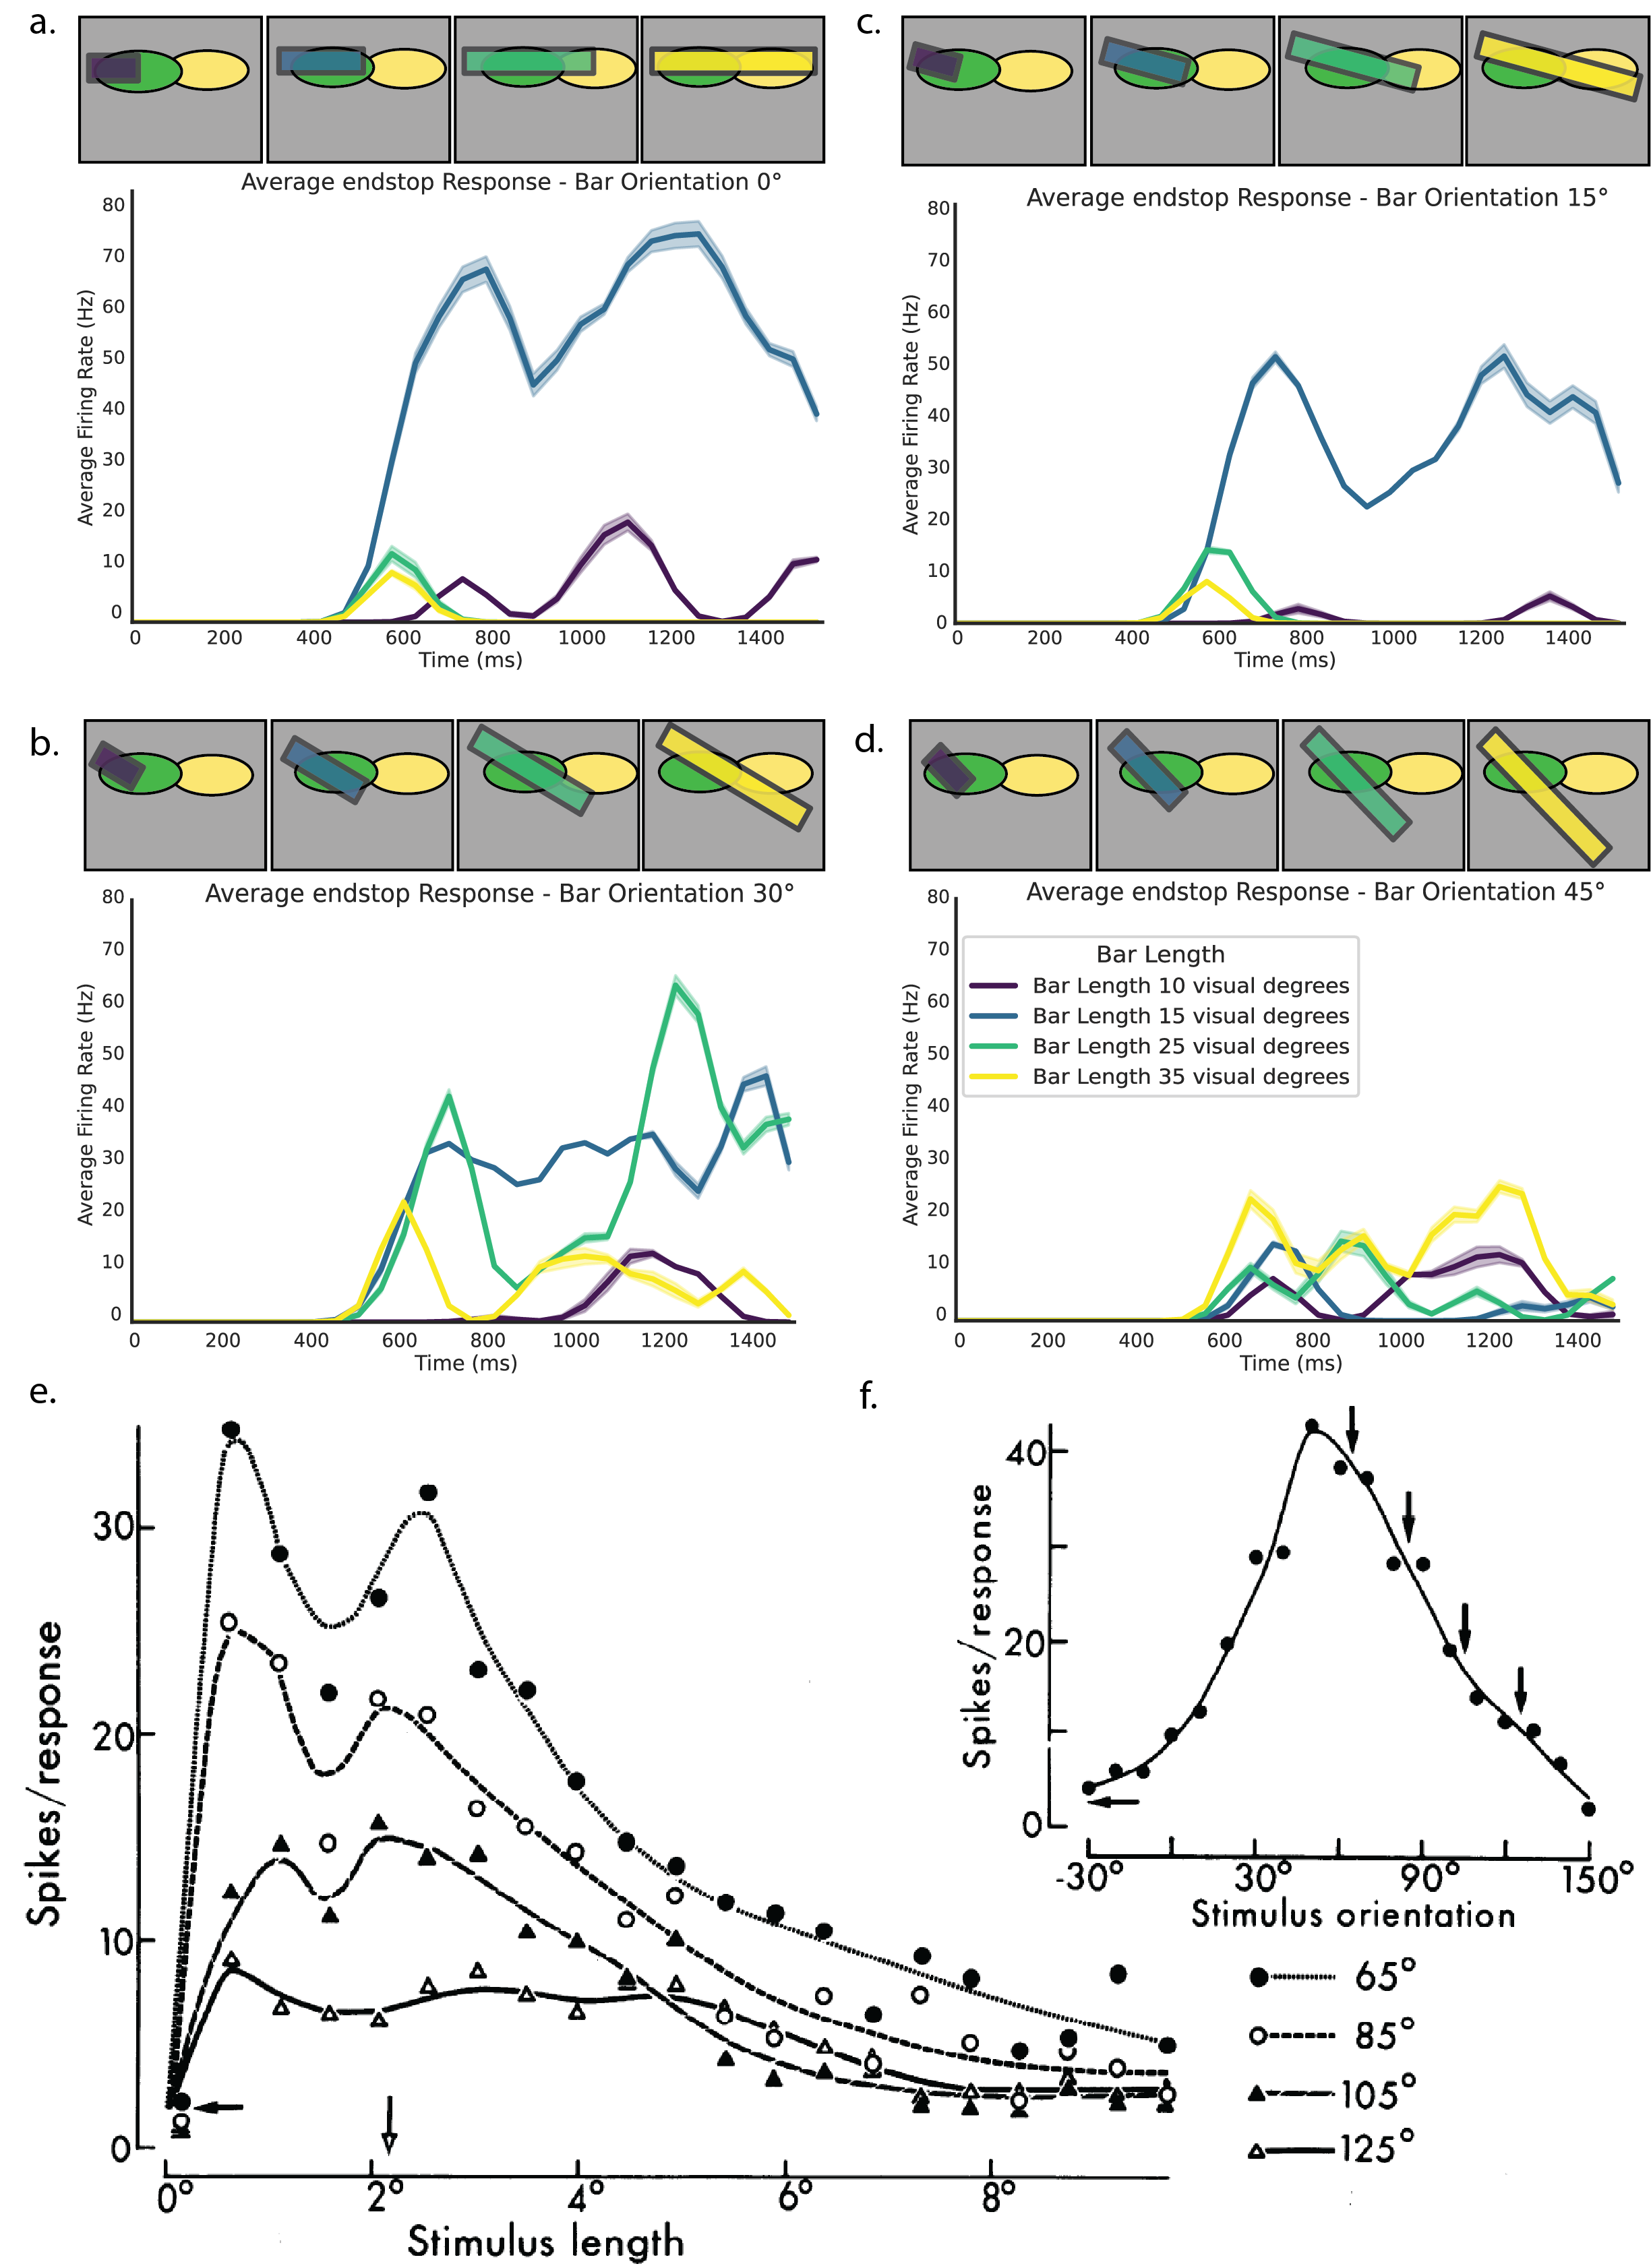 a.
Average endstop Response - Bar Orientation 0°
Average Firing Rate (Hz)
80
70
60
50
40
30
20
10
0
0 200 400 600 800 1000 1200 1400
Time (ms)
c.
Average endstop Response - Bar Orientation 15°
Average Firing Rate (Hz)
80
70
60
50
40
30
20
10
0
0 200 400 600 800 1000 1200 1400
Time (ms)
b.
Average endstop Response - Bar Orientation 30°
Average Firing Rate (Hz)
80
70
60
50
40
30
20
10
0
0 200 400 600 800 1000 1200 1400
Time (ms)
d.
Average endstop Response - Bar Orientation 45°
Average Firing Rate (Hz)
80
70
60
50
40
30
20
10
0
Bar Length
Bar Length 10 visual degrees
Bar Length 15 visual degrees
Bar Length 25 visual degrees
Bar Length 35 visual degrees
0 200 400 600 800 1000 1200 1400
Time (ms)
e.
Spikes/response
30
20
10
0
0° 2° 4° 6° 8°
Stimulus length
f.
Spikes/response
40
20
0
-30° 30° 90° 150°
Stimulus orientation
65°
85°
105°
125°